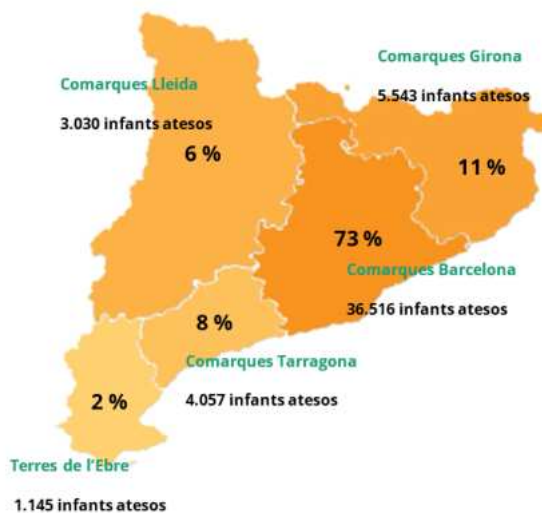 Comarques Girona
5.543 infants atesos
11 %
Comarques Lleida
3.030 infants atesos
6 %
73 %
Comarques Barcelona
36.516 infants atesos
8 %
Comarques Tarragona
4.057 infants atesos
2 %
Terres de l'Ebre
1.145 infants atesos